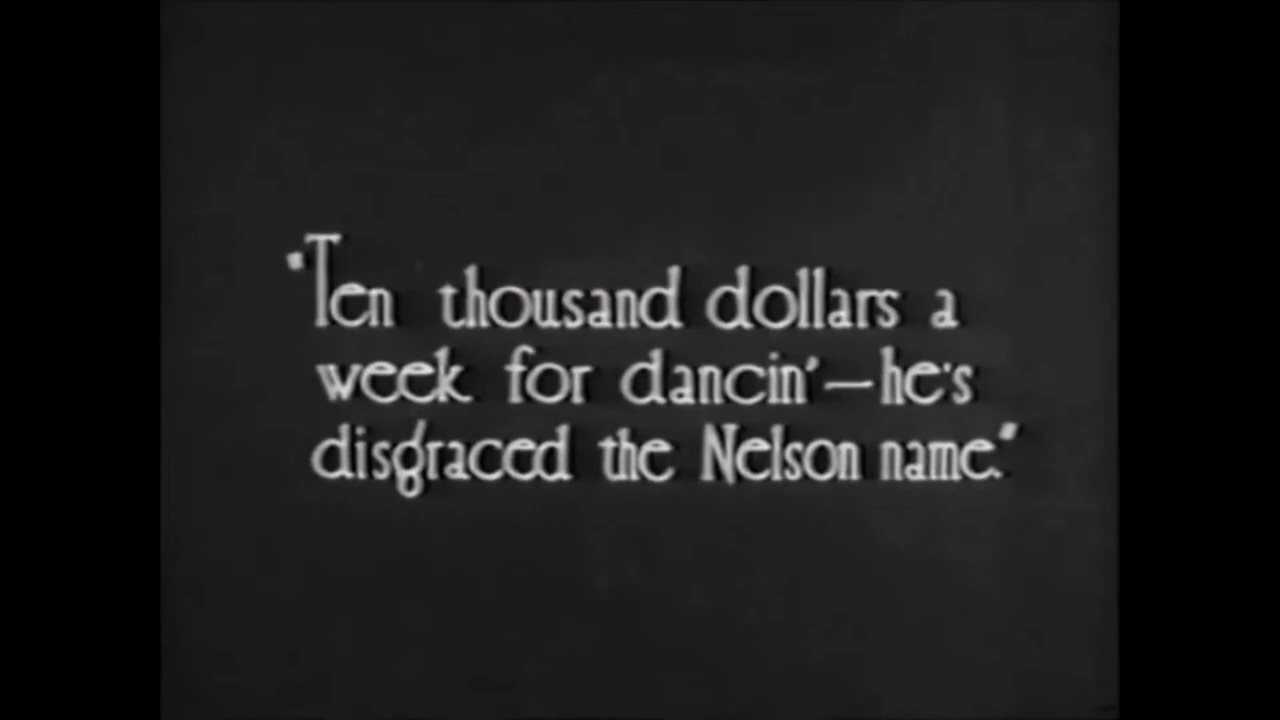 "Ten thousand dollars a
week for dancin'—he's
disgraced the Nelson name."